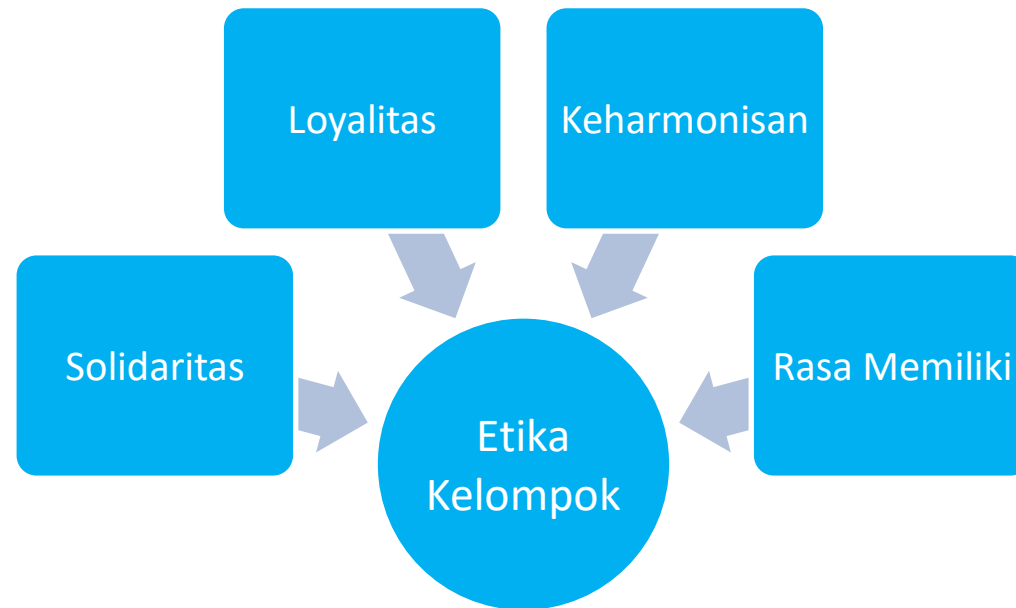 Solidaritas
Loyalitas
Keharmonisan
Rasa Memiliki
Etika
Kelompok